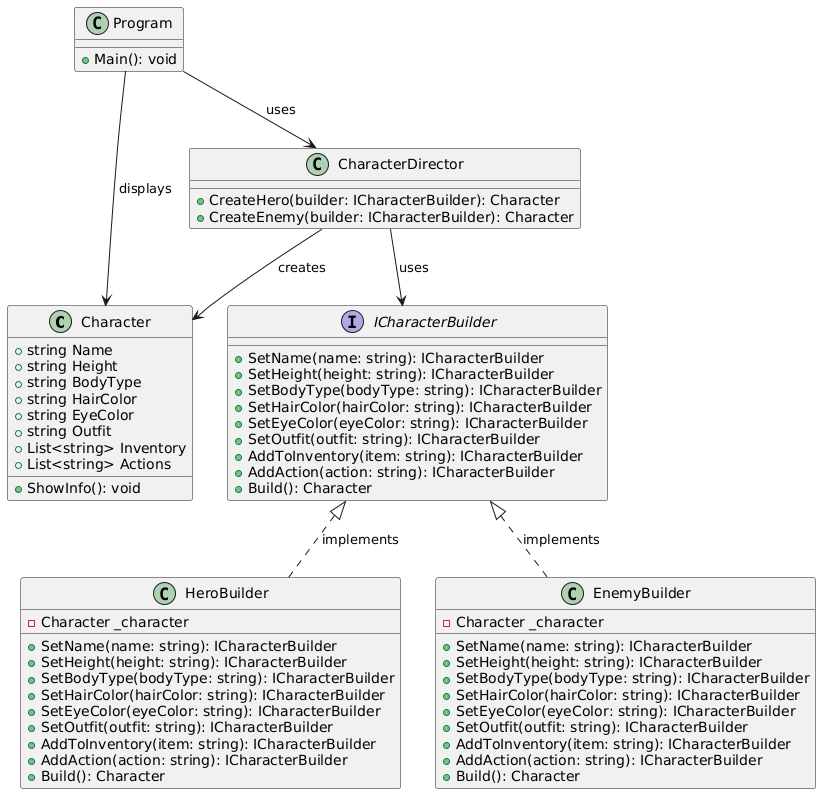 C Program
Main(): void
uses
C CharacterDirector
CreateHero(builder: ICharacterBuilder): Character
CreateEnemy(builder: ICharacterBuilder): Character
displays
creates
uses
C Character
string Name
string Height
string BodyType
string HairColor
string EyeColor
string Outfit
List<string> Inventory
List<string> Actions
ShowInfo(): void
I ICharacterBuilder
SetName(name: string): ICharacterBuilder
SetHeight(height: string): ICharacterBuilder
SetBodyType(bodyType: string): ICharacterBuilder
SetHairColor(hairColor: string): ICharacterBuilder
SetEyeColor(eyeColor: string): ICharacterBuilder
SetOutfit(outfit: string): ICharacterBuilder
AddToInventory(item: string): ICharacterBuilder
AddAction(action: string): ICharacterBuilder
Build(): Character
implements
implements
C HeroBuilder
Character _character
SetName(name: string): ICharacterBuilder
SetHeight(height: string): ICharacterBuilder
SetBodyType(bodyType: string): ICharacterBuilder
SetHairColor(hairColor: string): ICharacterBuilder
SetEyeColor(eyeColor: string): ICharacterBuilder
SetOutfit(outfit: string): ICharacterBuilder
AddToInventory(item: string): ICharacterBuilder
AddAction(action: string): ICharacterBuilder
Build(): Character
C EnemyBuilder
Character _character
SetName(name: string): ICharacterBuilder
SetHeight(height: string): ICharacterBuilder
SetBodyType(bodyType: string): ICharacterBuilder
SetHairColor(hairColor: string): ICharacterBuilder
SetEyeColor(eyeColor: string): ICharacterBuilder
SetOutfit(outfit: string): ICharacterBuilder
AddToInventory(item: string): ICharacterBuilder
AddAction(action: string): ICharacterBuilder
Build(): Character